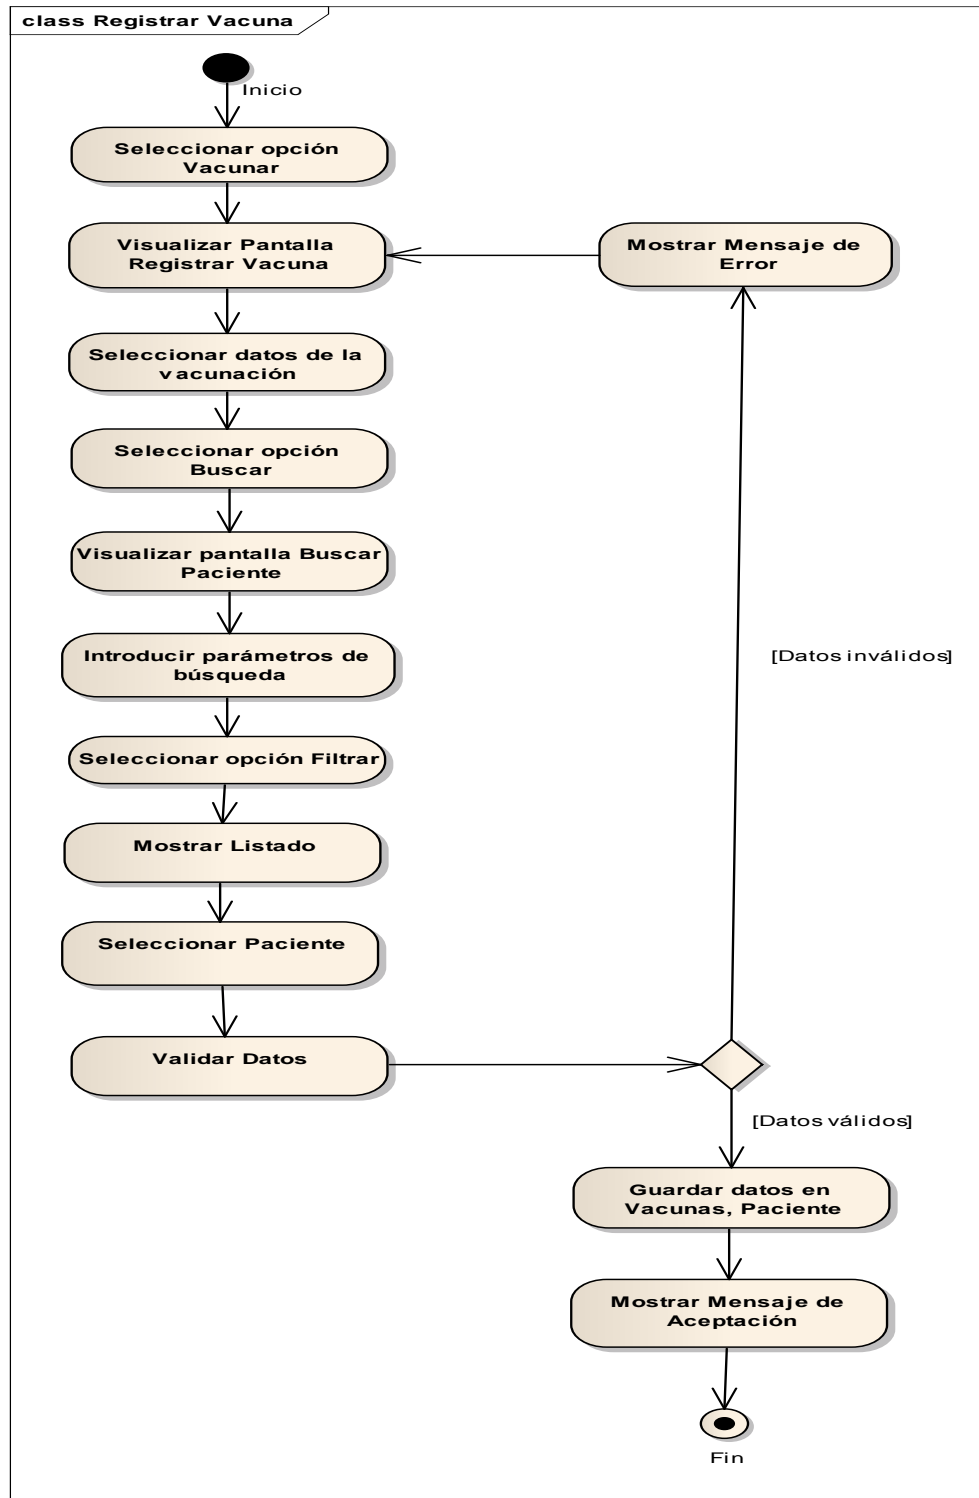 class Registrar Vacuna
Inicio
Seleccionar opción
Vacunar
Visualizar Pantalla
Registrar Vacuna
Mostrar Mensaje de
Error
Seleccionar datos de la
vacunación
Seleccionar opción
Buscar
Visualizar pantalla Buscar
Paciente
Introducir parámetros de
búsqueda
[Datos inválidos]
Seleccionar opción Filtrar
Mostrar Listado
Seleccionar Paciente
Validar Datos
[Datos válidos]
Guardar datos en
Vacunas, Paciente
Mostrar Mensaje de
Aceptación
Fin